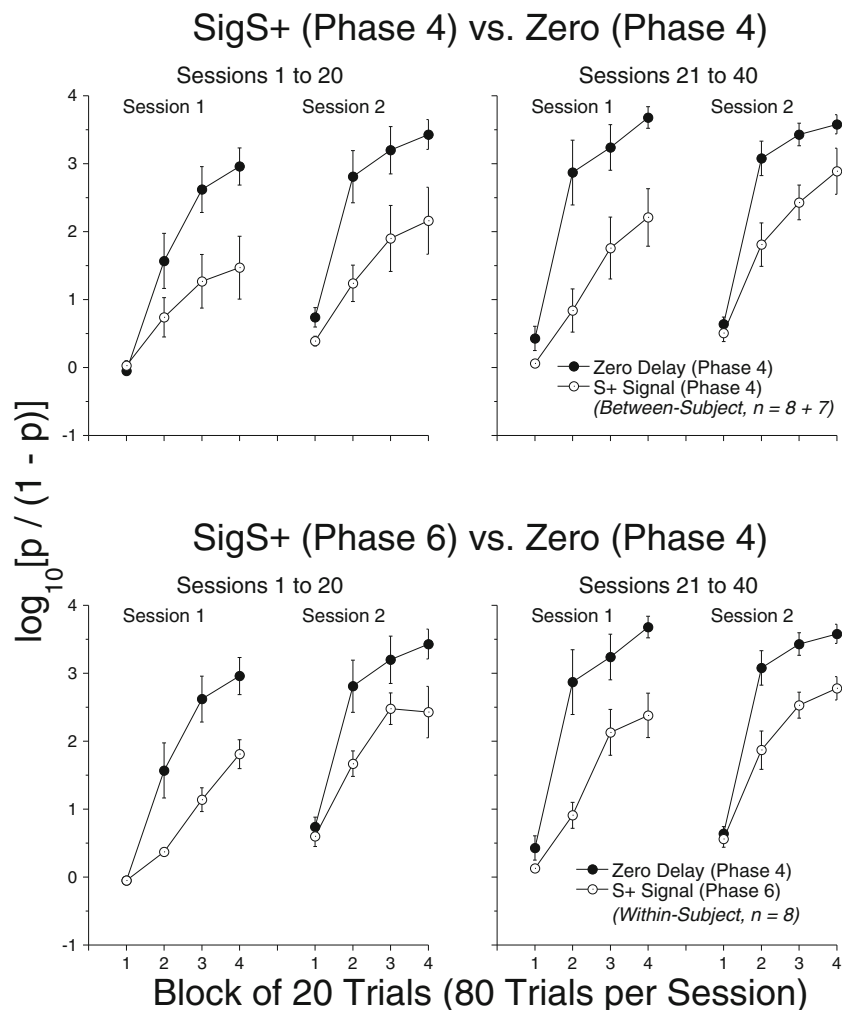 SigS+ (Phase 4) vs. Zero (Phase 4)
Sessions 1 to 20
Sessions 21 to 40
Session 1
Session 2
Session 1
Session 2
4
3
2
1
0
-1
Zero Delay (Phase 4)
S+ Signal (Phase 4)
(Between-Subject, n = 8 + 7)
1 2 3 4 1 2 3 4
1 2 3 4 1 2 3 4
log10[p / (1 - p)]
SigS+ (Phase 6) vs. Zero (Phase 4)
Sessions 1 to 20
Sessions 21 to 40
Session 1
Session 2
Session 1
Session 2
4
3
2
1
0
-1
Zero Delay (Phase 4)
S+ Signal (Phase 6)
(Within-Subject, n = 8)
1 2 3 4 1 2 3 4
1 2 3 4 1 2 3 4
Block of 20 Trials (80 Trials per Session)